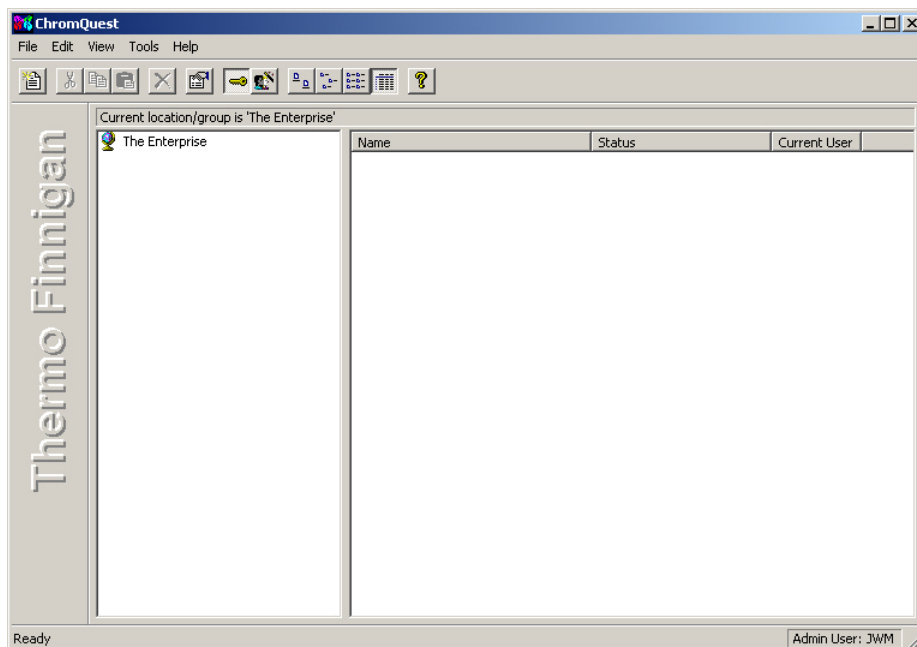 ChromQuest
File Edit View Tools Help
Current location/group is 'The Enterprise'
Thermo Finnigan
The Enterprise
Name Status Current User
Ready Admin User: JWM